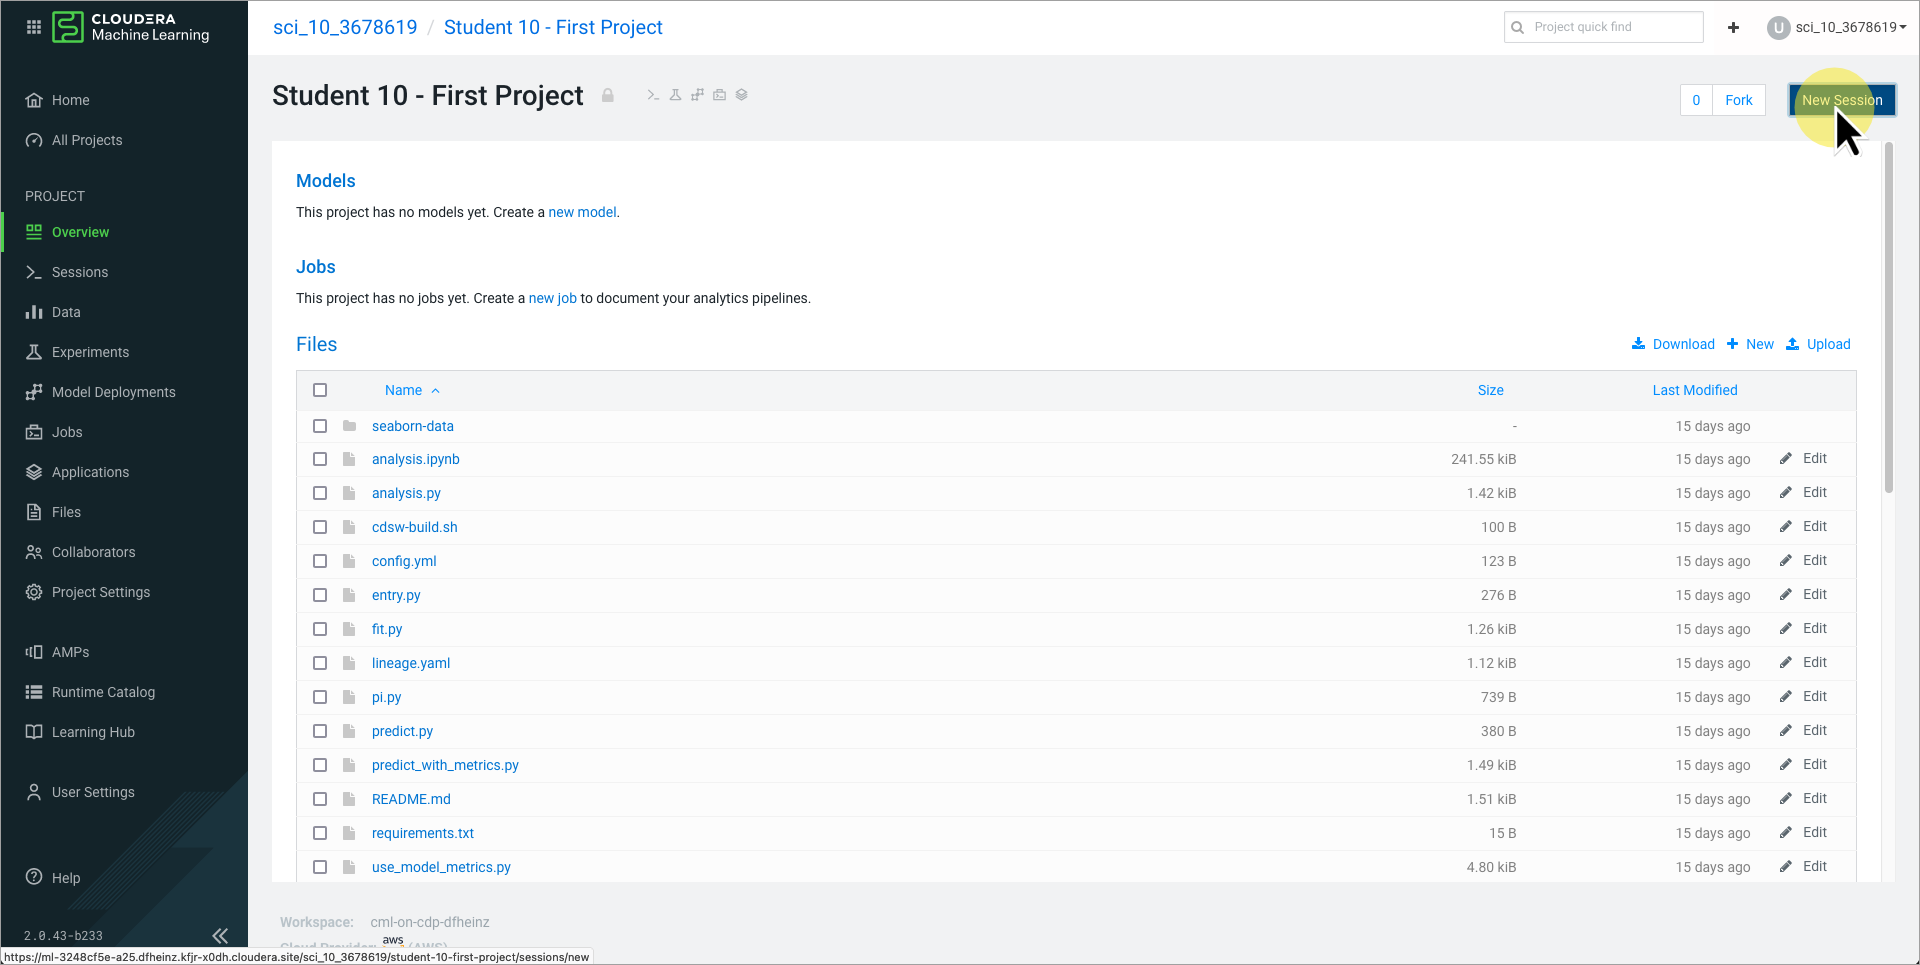 CLOUDERA
Machine Learning
sci_10_3678619 / Student 10 - First Project
Project quick find
U sci_10_3678619
Student 10 - First Project
0 Fork
New Session
Home
All Projects
PROJECT
Overview
Sessions
Data
Experiments
Model Deployments
Jobs
Applications
Files
Collaborators
Project Settings
AMPs
Runtime Catalog
Learning Hub
User Settings
Help
2.0.43-b233
Models
This project has no models yet. Create a new model.
Jobs
This project has no jobs yet. Create a new job to document your analytics pipelines.
Files
Download + New Upload
Name Size Last Modified
seaborn-data - 15 days ago
analysis.ipynb 241.55 kiB 15 days ago Edit
analysis.py 1.42 kiB 15 days ago Edit
cdsw-build.sh 100 B 15 days ago Edit
config.yml 123 B 15 days ago Edit
entry.py 276 B 15 days ago Edit
fit.py 1.26 kiB 15 days ago Edit
lineage.yaml 1.12 kiB 15 days ago Edit
pi.py 739 B 15 days ago Edit
predict.py 380 B 15 days ago Edit
predict_with_metrics.py 1.49 kiB 15 days ago Edit
README.md 1.51 kiB 15 days ago Edit
requirements.txt 15 B 15 days ago Edit
use_model_metrics.py 4.80 kiB 15 days ago Edit
Workspace: cml-on-cdp-dfheinz
Cloud Provider: aws (AWS)
https://ml-3248cf5e-a25.dfheinz.kfjr-x0dh.cloudera.site/sci_10_3678619/student-10-first-project/sessions/new